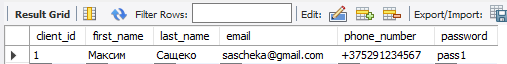 Result Grid Filter Rows: Edit: Export/Import:
client_id first_name last_name email phone_number password
1 Максим Сащеко sascheka@gmail.com +375291234567 pass1